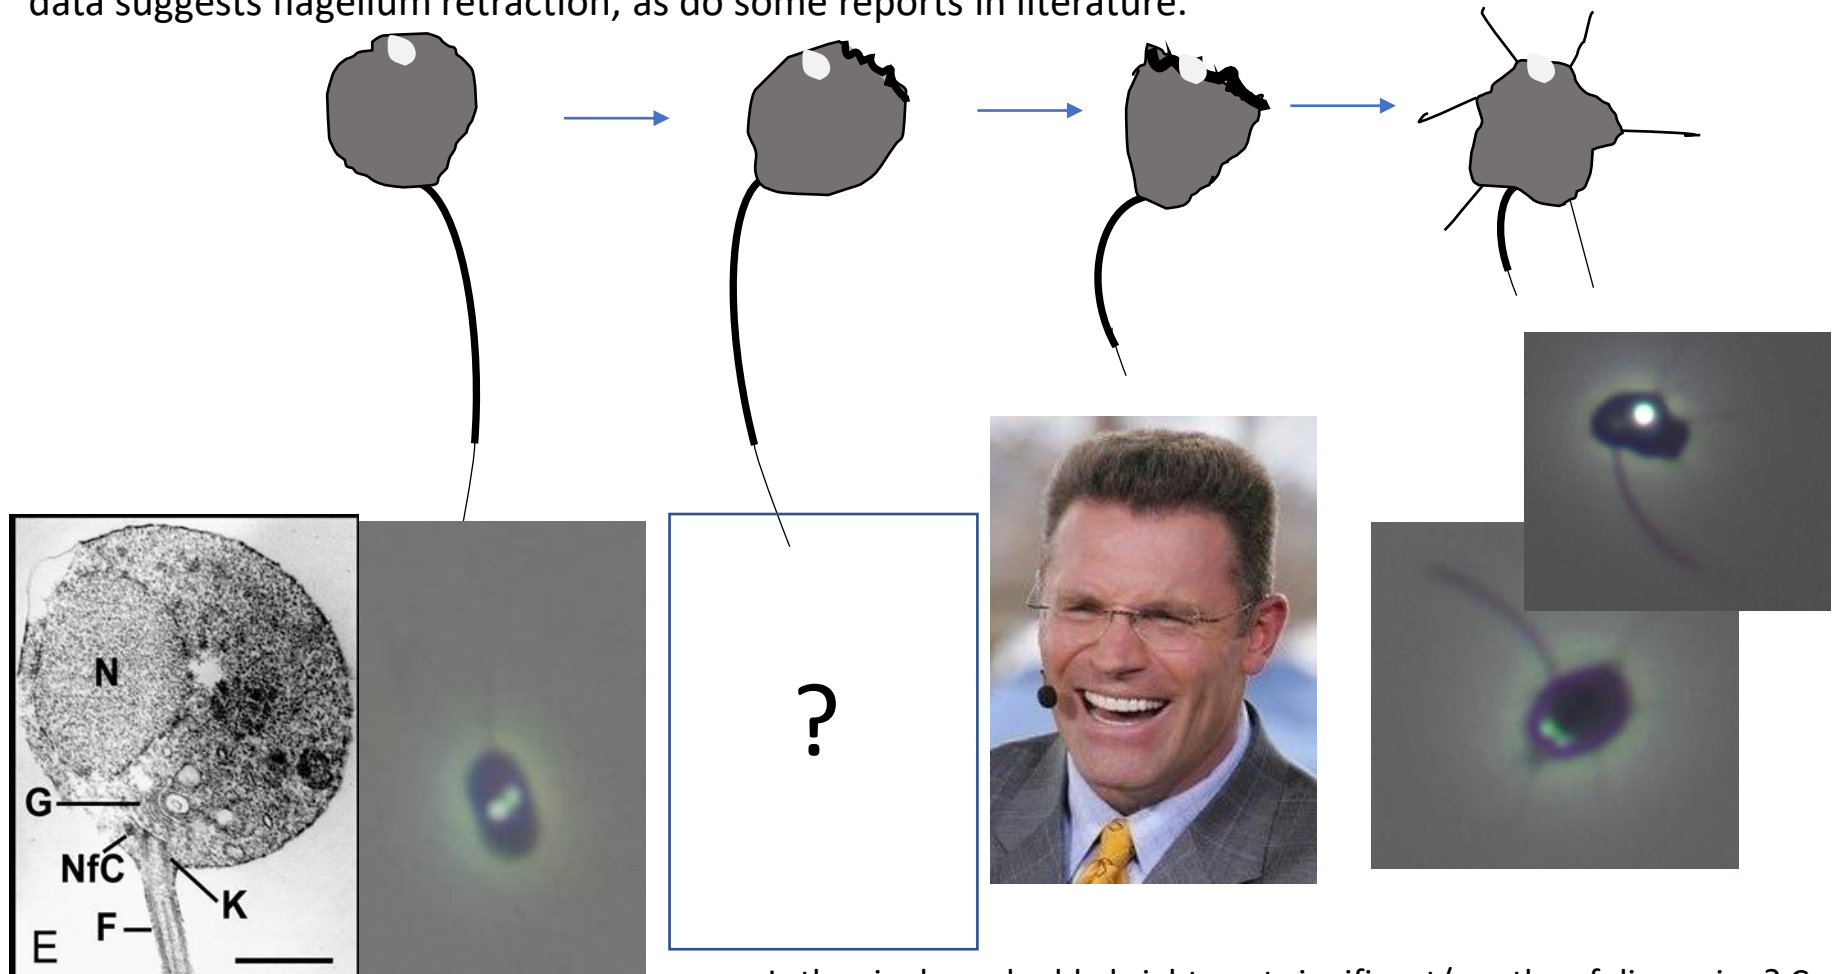 data suggests flagellum retraction, as do some reports in literature.
N
?
G
NfC
K
F
E